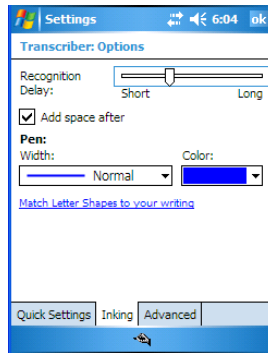 Settings 6:04 ok
Transcriber: Options
Recognition
Delay:
Short Long
Add space after
Pen:
Width: Color:
Normal
Match Letter Shapes to your writing
Quick Settings Inking Advanced